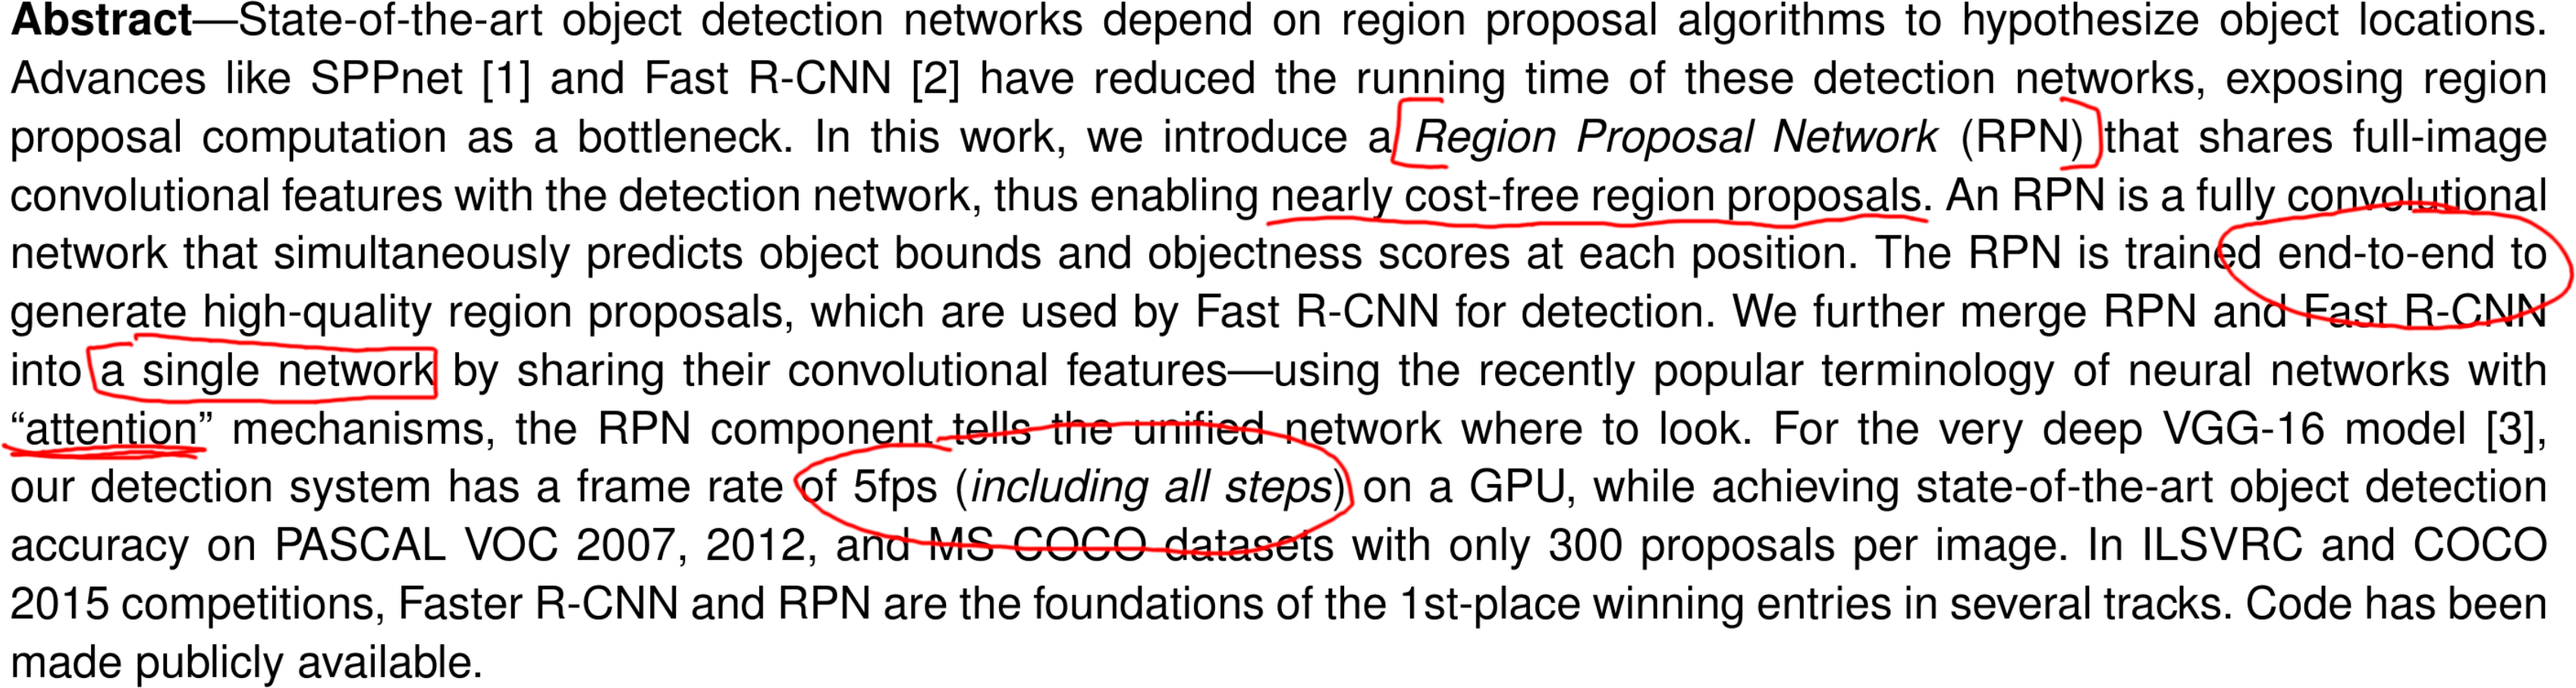 Abstract—State-of-the-art object detection networks depend on region proposal algorithms to hypothesize object locations.
Advances like SPPnet [1] and Fast R-CNN [2] have reduced the running time of these detection networks, exposing region
proposal computation as a bottleneck. In this work, we introduce a Region Proposal Network (RPN) that shares full-image
convolutional features with the detection network, thus enabling nearly cost-free region proposals. An RPN is a fully convolutional
network that simultaneously predicts object bounds and objectness scores at each position. The RPN is trained end-to-end to
generate high-quality region proposals, which are used by Fast R-CNN for detection. We further merge RPN and Fast R-CNN
into a single network by sharing their convolutional features—using the recently popular terminology of neural networks with
“attention” mechanisms, the RPN component tells the unified network where to look. For the very deep VGG-16 model [3],
our detection system has a frame rate of 5fps (including all steps) on a GPU, while achieving state-of-the-art object detection
accuracy on PASCAL VOC 2007, 2012, and MS COCO datasets with only 300 proposals per image. In ILSVRC and COCO
2015 competitions, Faster R-CNN and RPN are the foundations of the 1st-place winning entries in several tracks. Code has been
made publicly available.